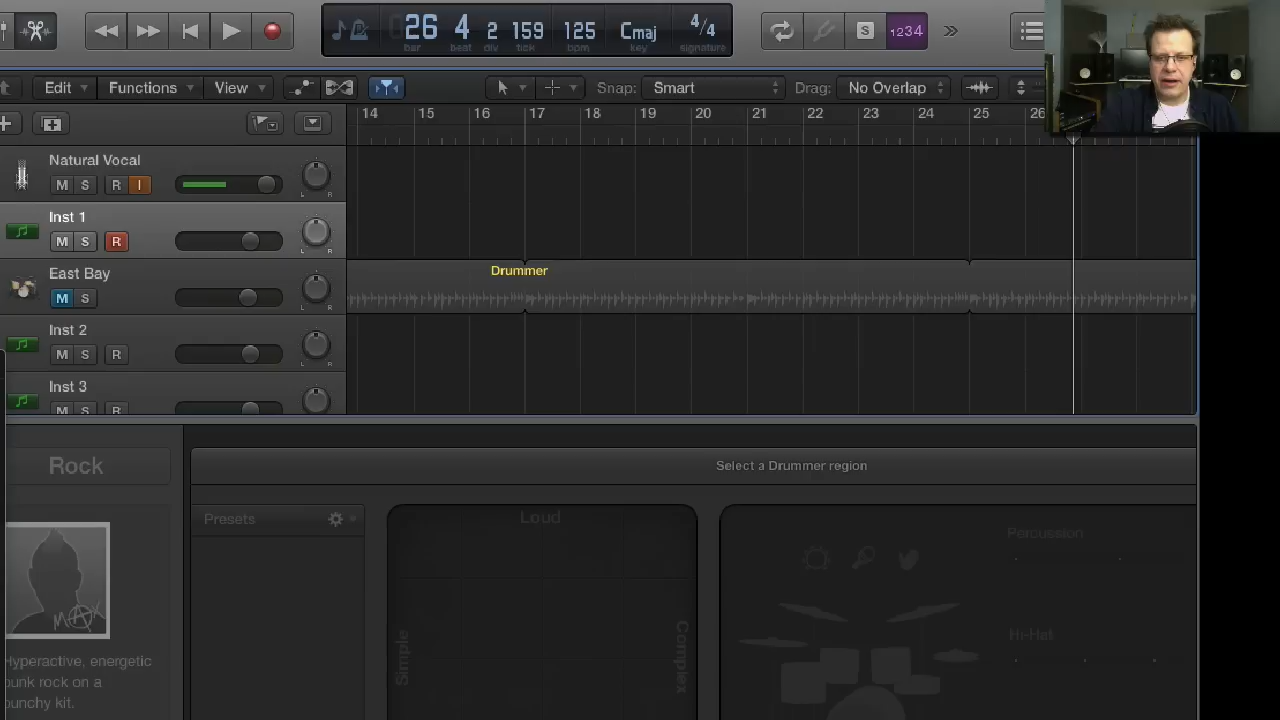 26 4 2 159 125 Cmaj 4/4
bar beat div tick bpm key signature
S 1234
Edit Functions View Snap: Smart Drag: No Overlap
14 15 16 17 18 19 20 21 22 23 24 25 26
Natural Vocal
M S R I
L R
Inst 1
M S R
L R
East Bay
M S
L R
Drummer
Inst 2
M S R
L R
Inst 3
M S R
Rock
Select a Drummer region
Presets
Loud
Percussion
Simple
Complex
Hi-Hat
MAX
Hyperactive, energetic
punk rock on a
punchy kit.